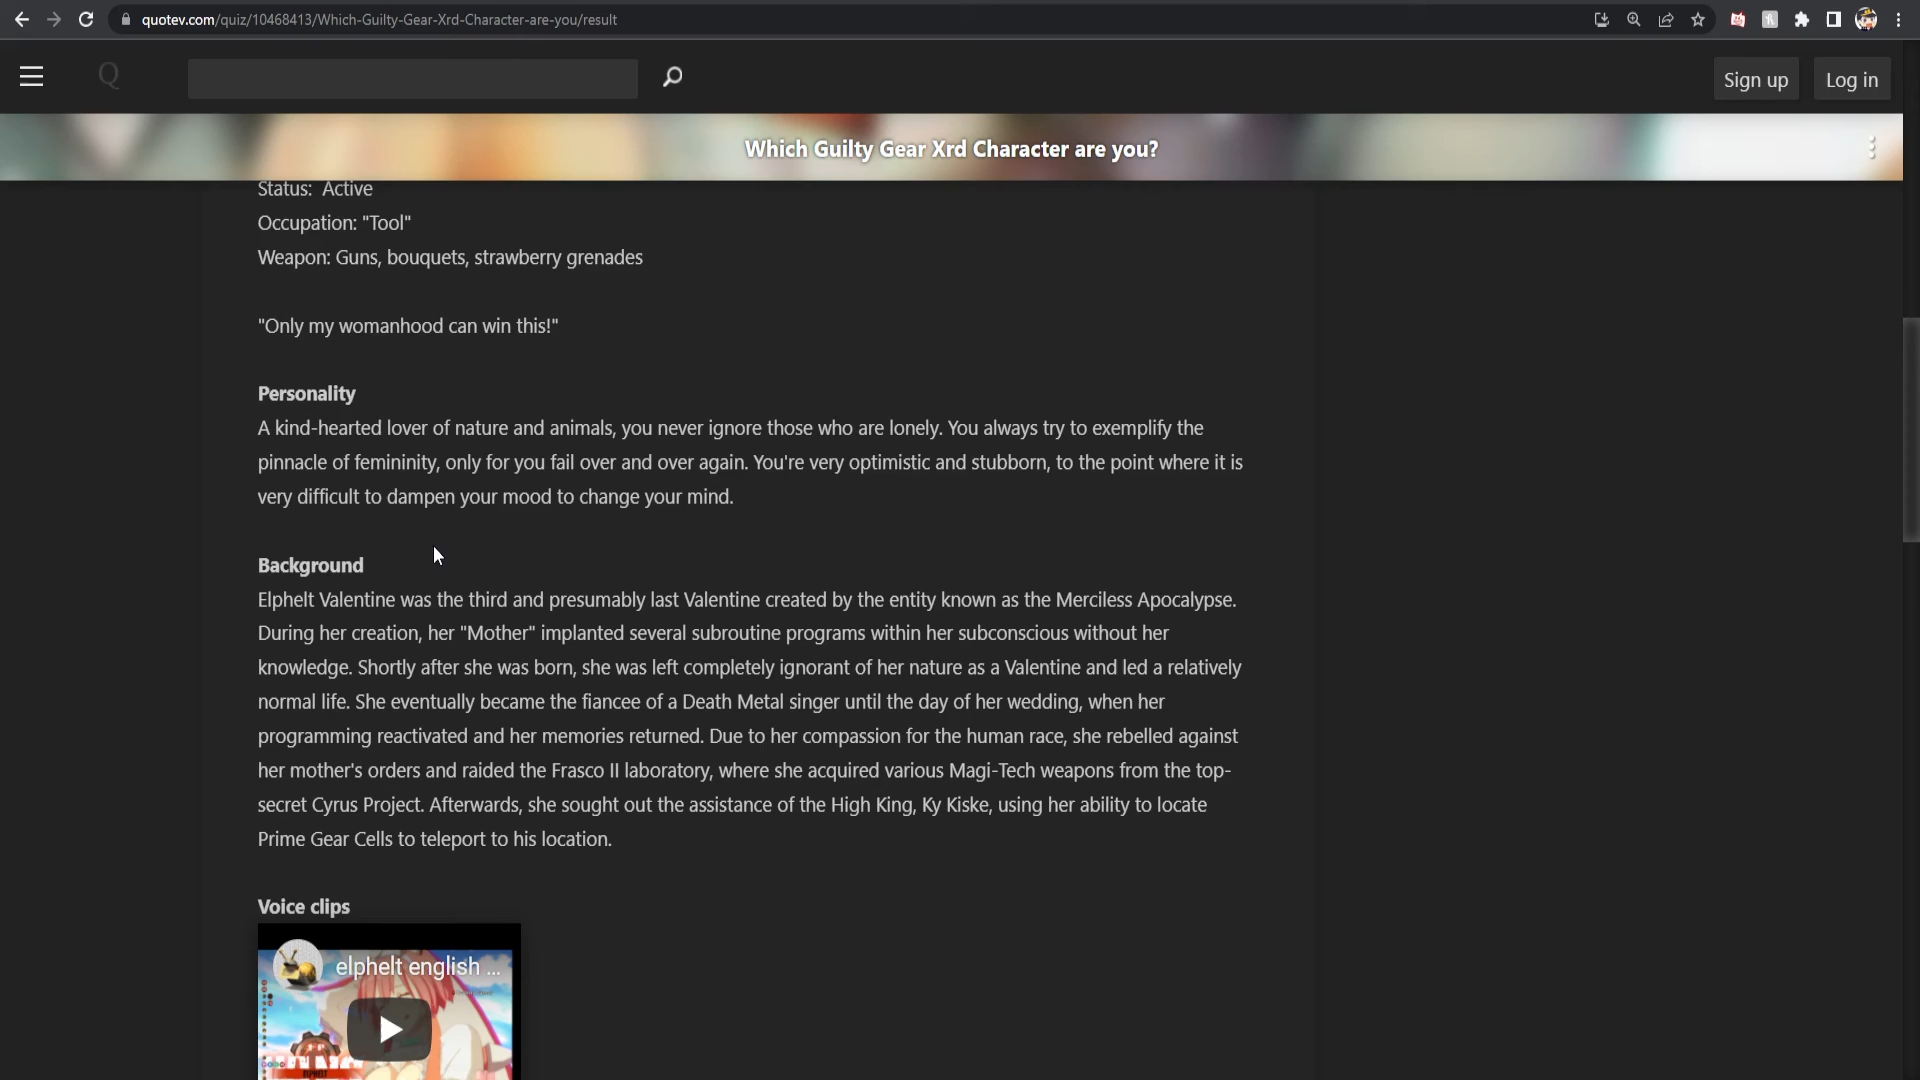 quotev.com/quiz/10468413/Which-Guilty-Gear-Xrd-Character-are-you/result
Q
Sign up
Log in
Which Guilty Gear Xrd Character are you?
Status: Active
Occupation: "Tool"
Weapon: Guns, bouquets, strawberry grenades
"Only my womanhood can win this!"
Personality
A kind-hearted lover of nature and animals, you never ignore those who are lonely. You always try to exemplify the
pinnacle of femininity, only for you fail over and over again. You're very optimistic and stubborn, to the point where it is
very difficult to dampen your mood to change your mind.
Background
Elphelt Valentine was the third and presumably last Valentine created by the entity known as the Merciless Apocalypse.
During her creation, her "Mother" implanted several subroutine programs within her subconscious without her
knowledge. Shortly after she was born, she was left completely ignorant of her nature as a Valentine and led a relatively
normal life. She eventually became the fiancee of a Death Metal singer until the day of her wedding, when her
programming reactivated and her memories returned. Due to her compassion for the human race, she rebelled against
her mother's orders and raided the Frasco II laboratory, where she acquired various Magi-Tech weapons from the top-
secret Cyrus Project. Afterwards, she sought out the assistance of the High King, Ky Kiske, using her ability to locate
Prime Gear Cells to teleport to his location.
Voice clips
elphelt english ...
ELPHELT